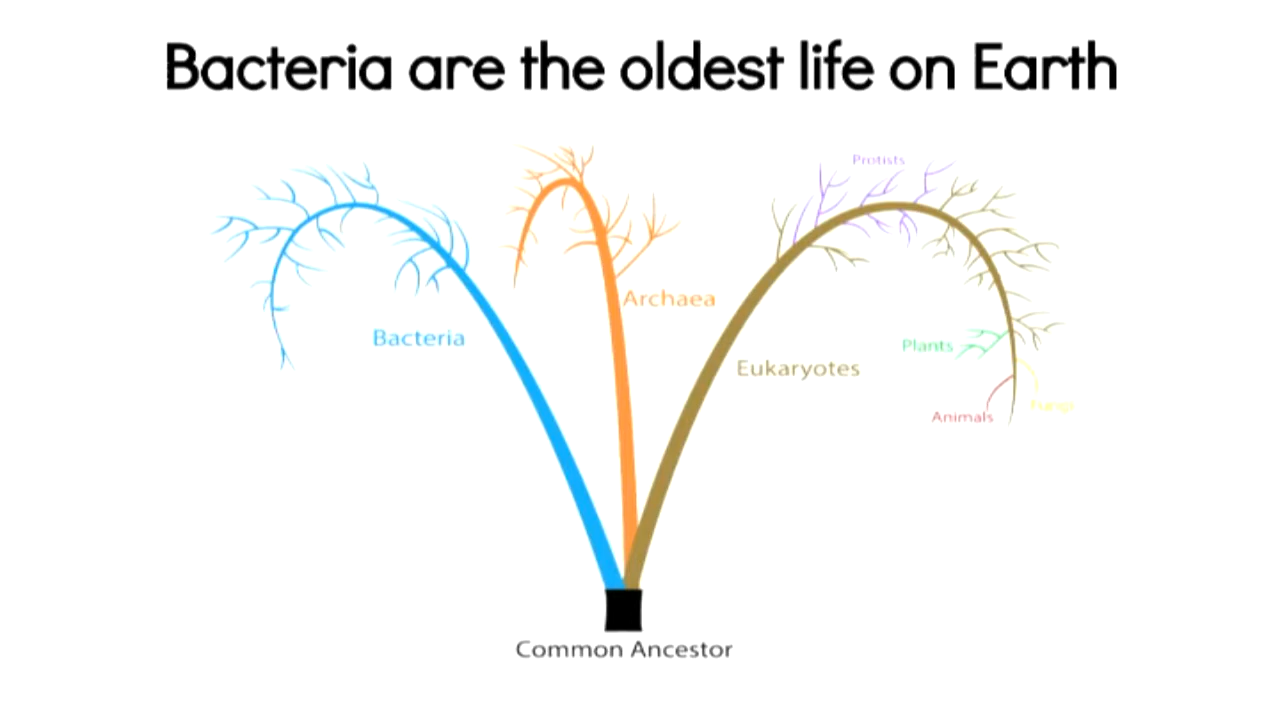 Bacteria are the oldest life on Earth
Protists
Archaea
Bacteria
Plants
Eukaryotes
Fungi
Animals
Common Ancestor